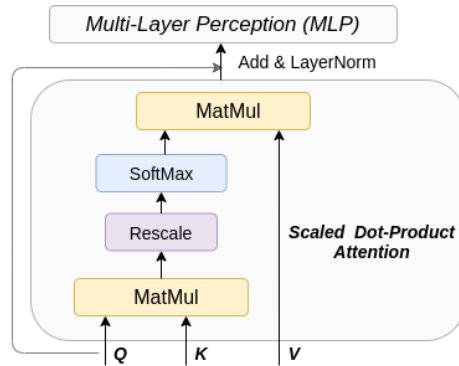 Multi-Layer Perception (MLP)
Add & LayerNorm
MatMul
SoftMax
Rescale
Scaled Dot-Product
Attention
MatMul
Q K V